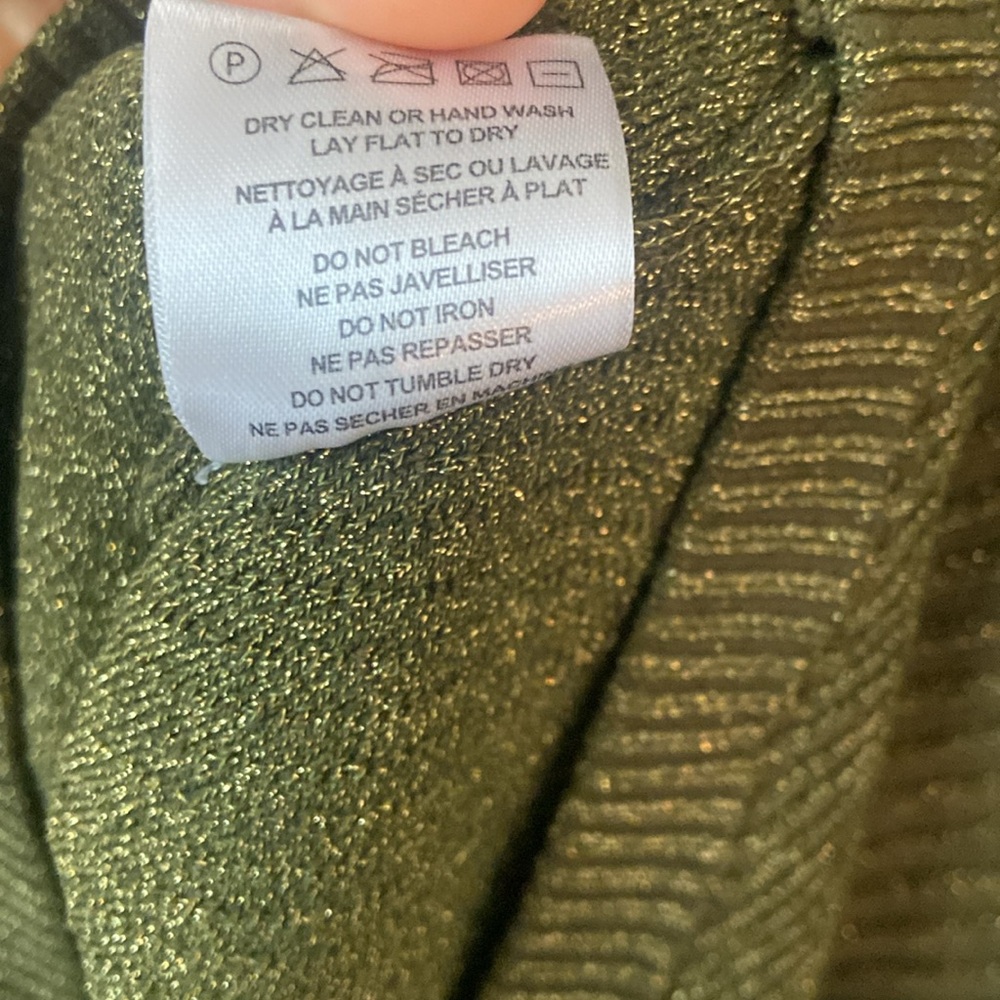 P
DRY CLEAN OR HAND WASH
LAY FLAT TO DRY
NETTOYAGE À SEC OU LAVAGE
À LA MAIN SÉCHER À PLAT
DO NOT BLEACH
NE PAS JAVELLISER
DO NOT IRON
NE PAS REPASSER
DO NOT TUMBLE DRY
NE PAS SECHER EN